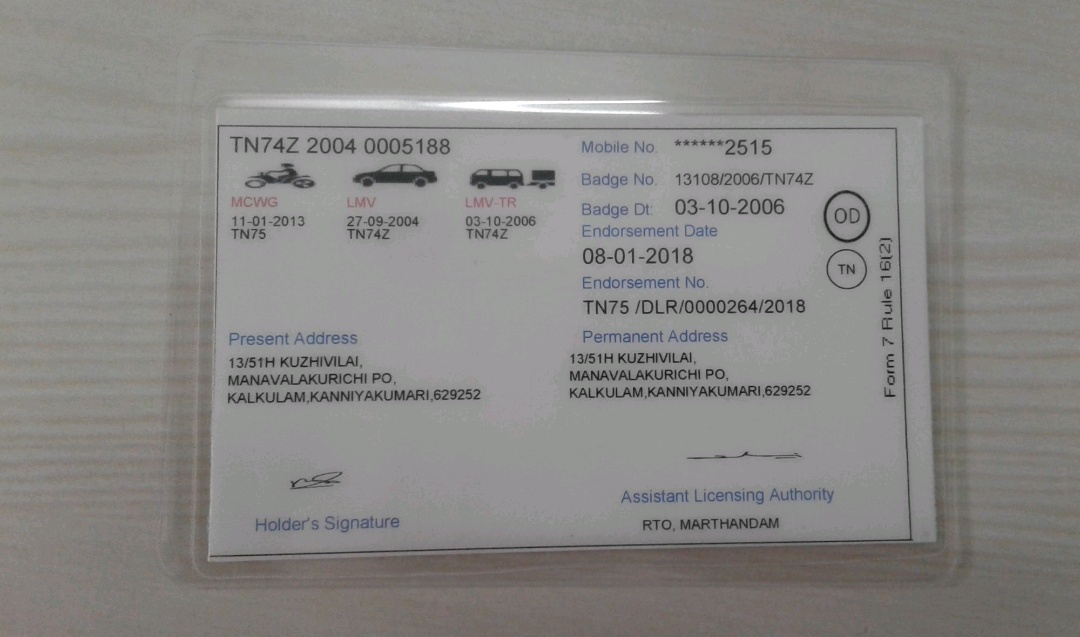 TN74Z 2004 0005188
MCWG
11-01-2013
TN75
LMV
27-09-2004
TN74Z
LMV-TR
03-10-2006
TN74Z
Mobile No. ******2515
Badge No. 13108/2006/TN74Z
Badge Dt: 03-10-2006
Endorsement Date
08-01-2018
Endorsement No.
TN75 /DLR/0000264/2018
OD
TN
Form 7 Rule 16(2)
Present Address
13/51H KUZHIVILAI,
MANAVALAKURICHI PO,
KALKULAM,KANNIYAKUMARI,629252
Permanent Address
13/51H KUZHIVILAI,
MANAVALAKURICHI PO,
KALKULAM,KANNIYAKUMARI,629252
Holder's Signature
Assistant Licensing Authority
RTO, MARTHANDAM